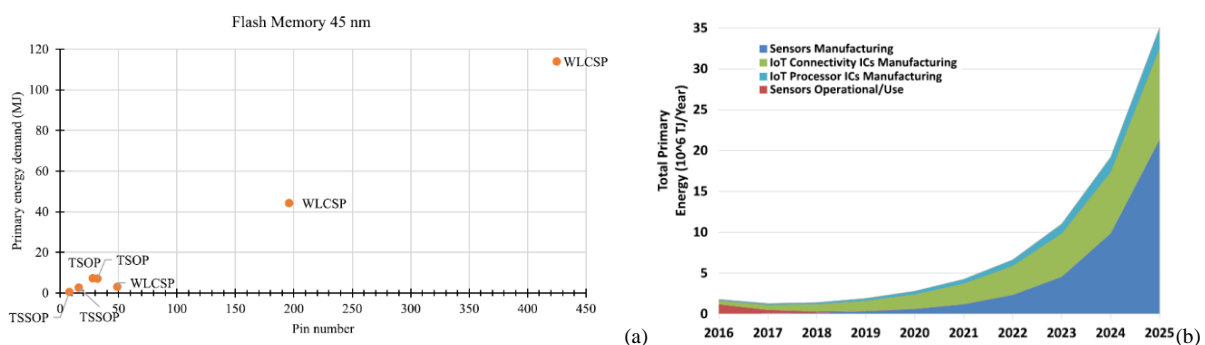 Flash Memory 45 nm
Primary energy demand (MJ)
120
100
80
60
40
20
0
WLCSP
WLCSP
TSOP
TSOP
WLCSP
TSSOP
TSSOP
0 50 100 150 200 250 300 350 400 450
Pin number
(a)
Total Primary
Energy (10^6 TJ/Year)
35
30
25
20
15
10
5
0
Sensors Manufacturing
IoT Connectivity ICs Manufacturing
IoT Processor ICs Manufacturing
Sensors Operational/Use
2016 2017 2018 2019 2020 2021 2022 2023 2024 2025
(b)